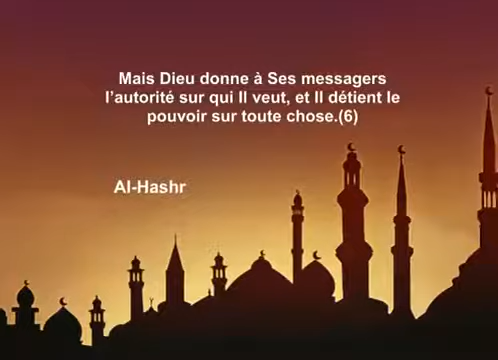 Mais Dieu donne à Ses messagers
l’autorité sur qui Il veut, et Il détient le
pouvoir sur toute chose.(6)
Al-Hashr